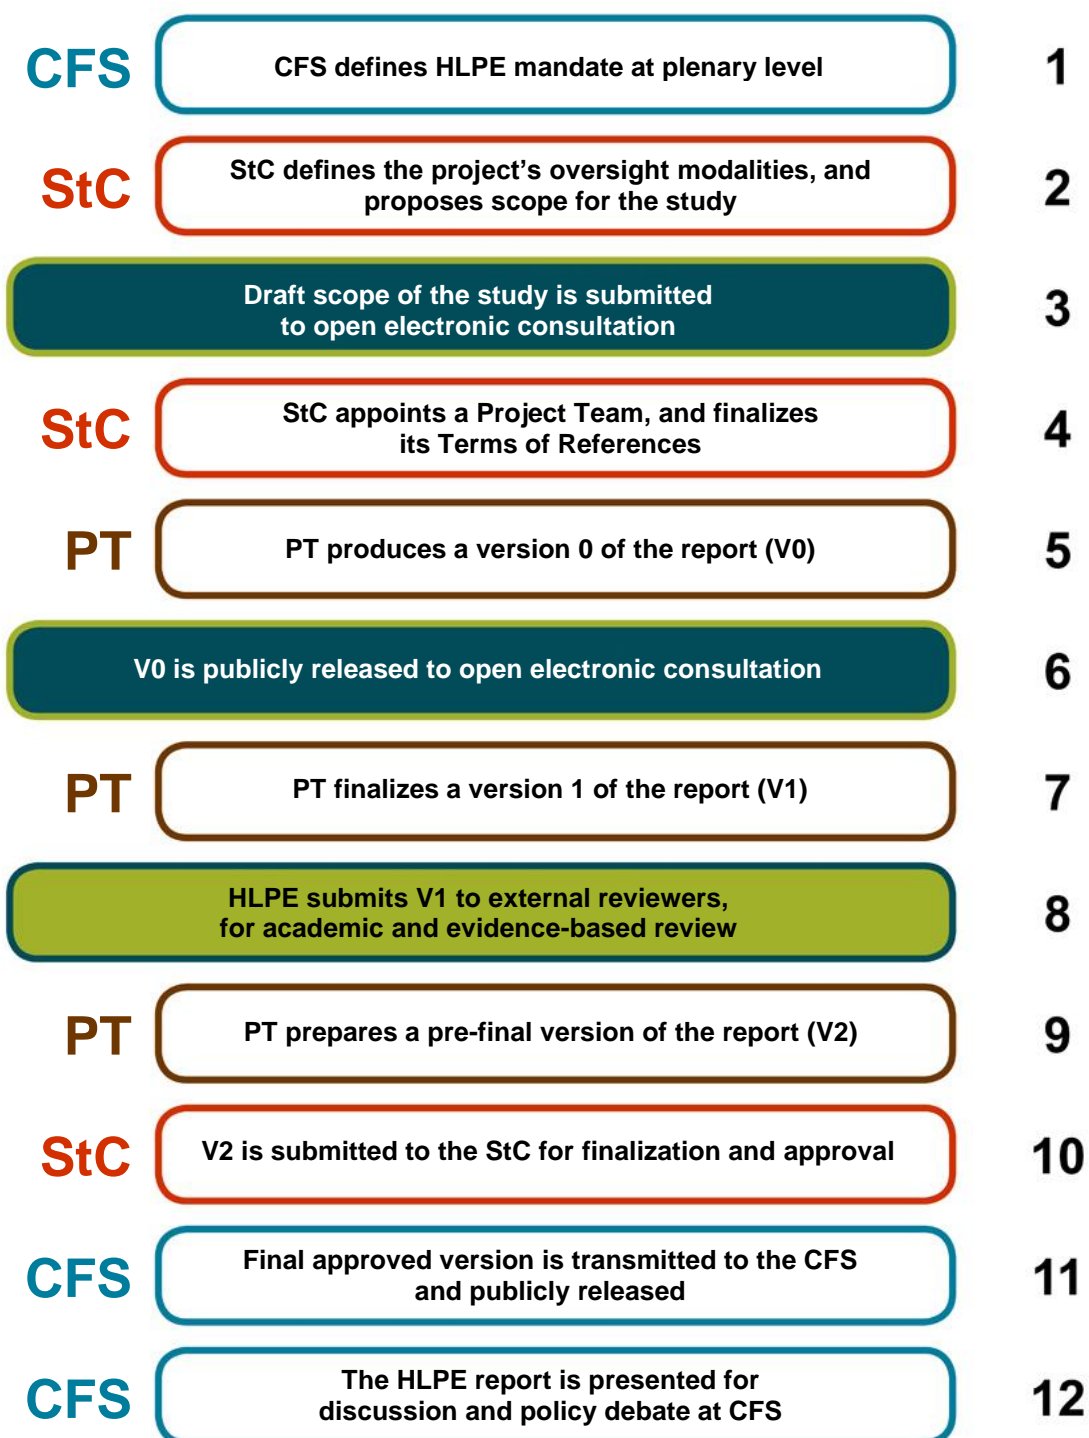 CFS
CFS defines HLPE mandate at plenary level
1
StC
StC defines the project's oversight modalities, and
proposes scope for the study
2
Draft scope of the study is submitted
to open electronic consultation
3
StC
StC appoints a Project Team, and finalizes
its Terms of References
4
PT
PT produces a version 0 of the report (V0)
5
V0 is publicly released to open electronic consultation
6
PT
PT finalizes a version 1 of the report (V1)
7
HLPE submits V1 to external reviewers,
for academic and evidence-based review
8
PT
PT prepares a pre-final version of the report (V2)
9
StC
V2 is submitted to the StC for finalization and approval
10
CFS
Final approved version is transmitted to the CFS
and publicly released
11
CFS
The HLPE report is presented for
discussion and policy debate at CFS
12